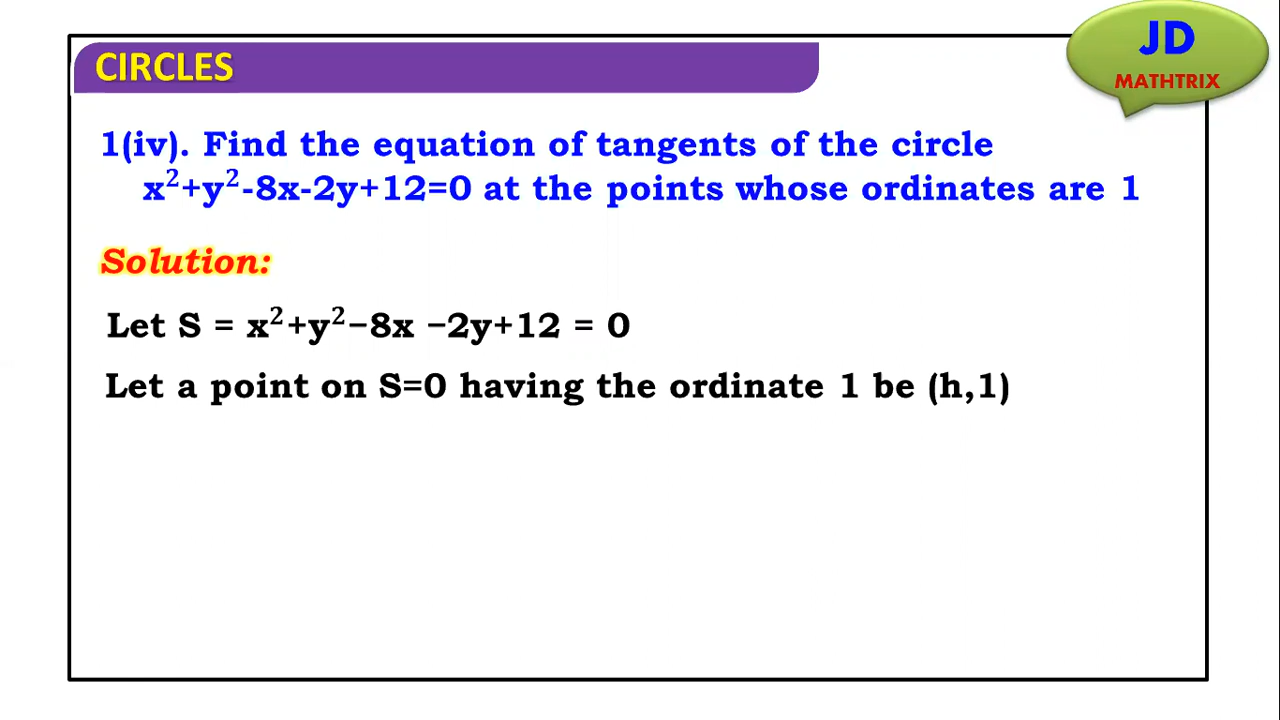 CIRCLES
JD
MATHTRIX
1(iv). Find the equation of tangents of the circle
x²+y²-8x-2y+12=0 at the points whose ordinates are 1
Solution:
Let S = x²+y²−8x −2y+12 = 0
Let a point on S=0 having the ordinate 1 be (h,1)